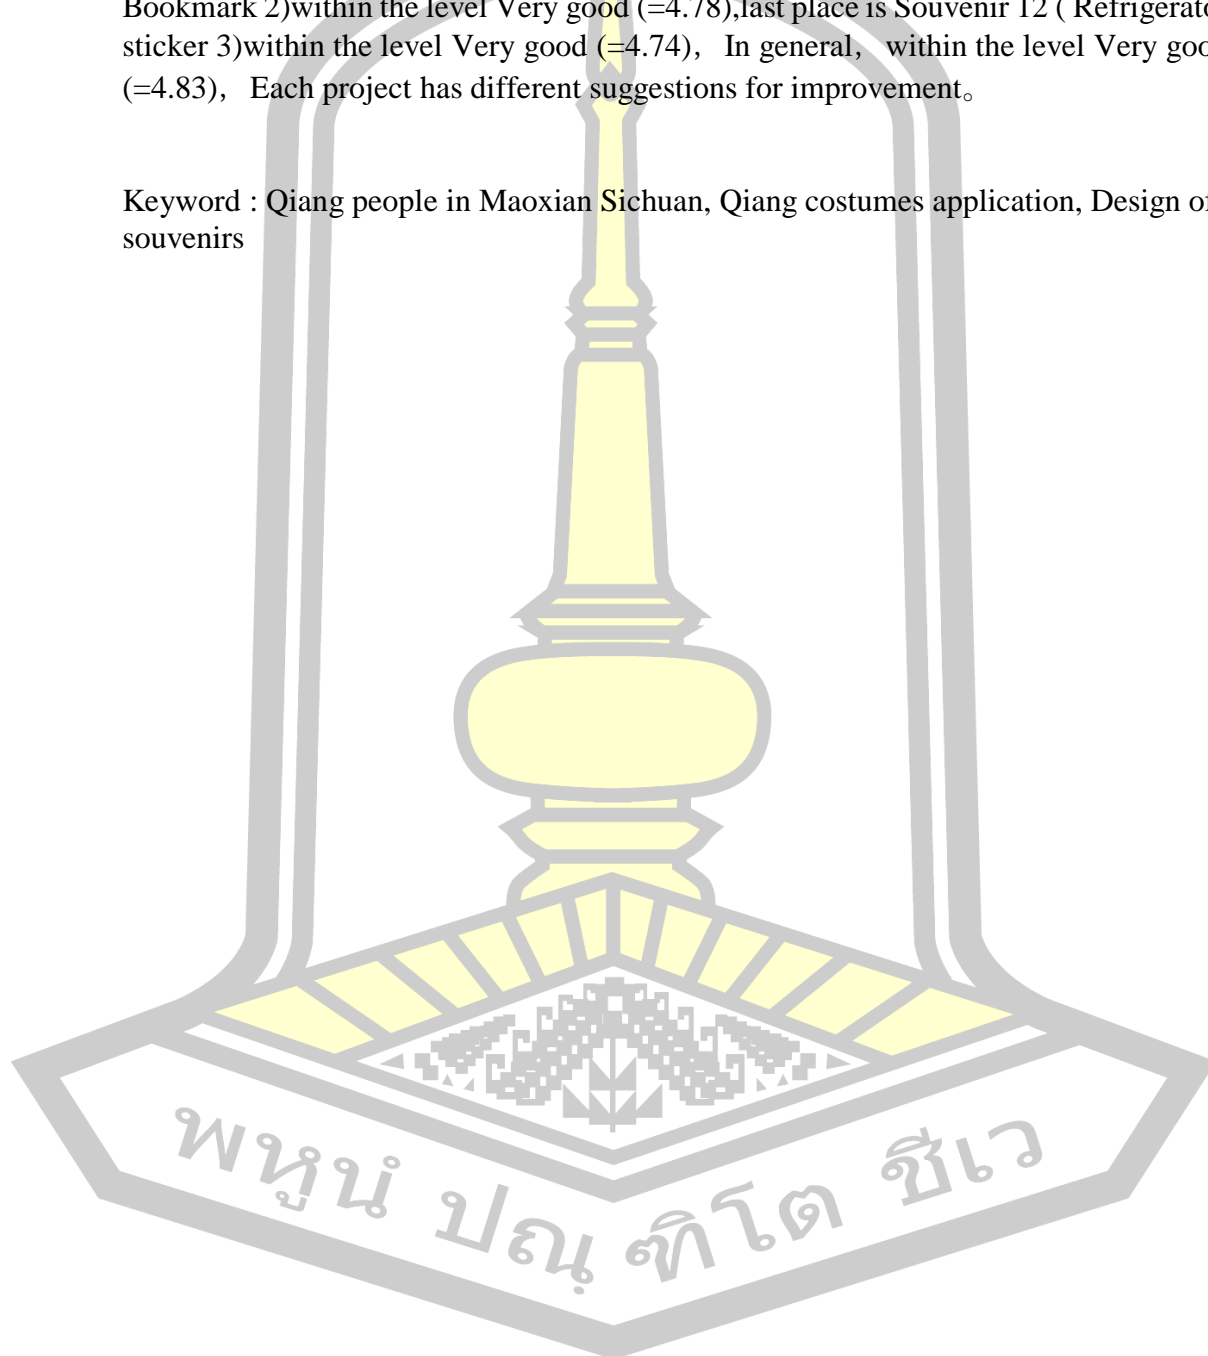 Bookmark 2)within the level Very good (=4.78),last place is Souvenir 12 ( Refrigerato
sticker 3)within the level Very good (=4.74)， In general， within the level Very goo
(=4.83)， Each project has different suggestions for improvement。
Keyword : Qiang people in Maoxian Sichuan, Qiang costumes application, Design of
souvenirs
พหูนํ ปณฺฑิโต ชีเว